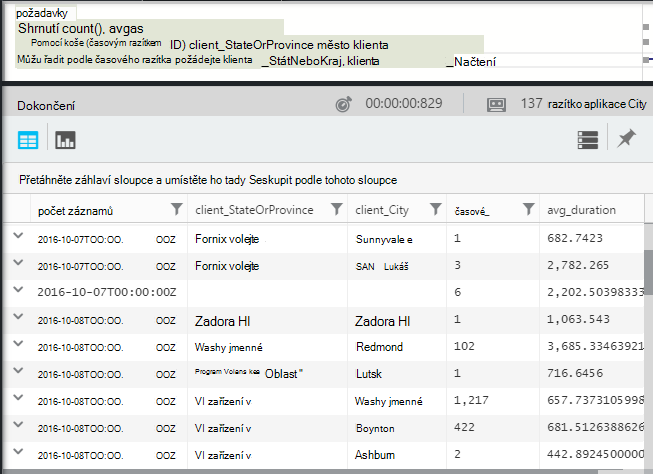 požadavky
Shrnutí count(), avgas
Pomocí koše (časovým razítkem ID) client_StateOrProvince město klienta
Můžu řadit podle časového razítka požádejte klienta _StátNeboKraj, klienta _Načtení
Dokončení 00:00:00:829 137 razítko aplikace City
Přetáhněte záhlaví sloupce a umístěte ho tady Seskupit podle tohoto sloupce
počet záznamů client_StateOrProvince client_City časové_ avg_duration
2016-10-07TOO:OO. OOZ Fornix volejte Sunnyvale e 1 682.7423
2016-10-07TOO:OO. OOZ Fornix volejte SAN Lukáš 3 2,782.265
2016-10-07T00:00:00Z 6 2,202.50398333
2016-10-08TOO:OO. OOZ Zadora HI Zadora HI 1 1,063.543
2016-10-08TOO:OO. OOZ Washy jmenné Redmond 102 3,685.33463921
2016-10-08TOO:OO. OOZ Program Volens kea Oblast" Lutsk 1 716.6456
2016-10-08TOO:OO. OOZ VI zařízení v Washy jmenné 1,217 657.7373105998
2016-10-08TOO:OO. OOZ VI zařízení v Boynton 422 681.5126388626
2016-10-08TOO:OO. OOZ VI zařízení v Ashbum 2 442.8924500000